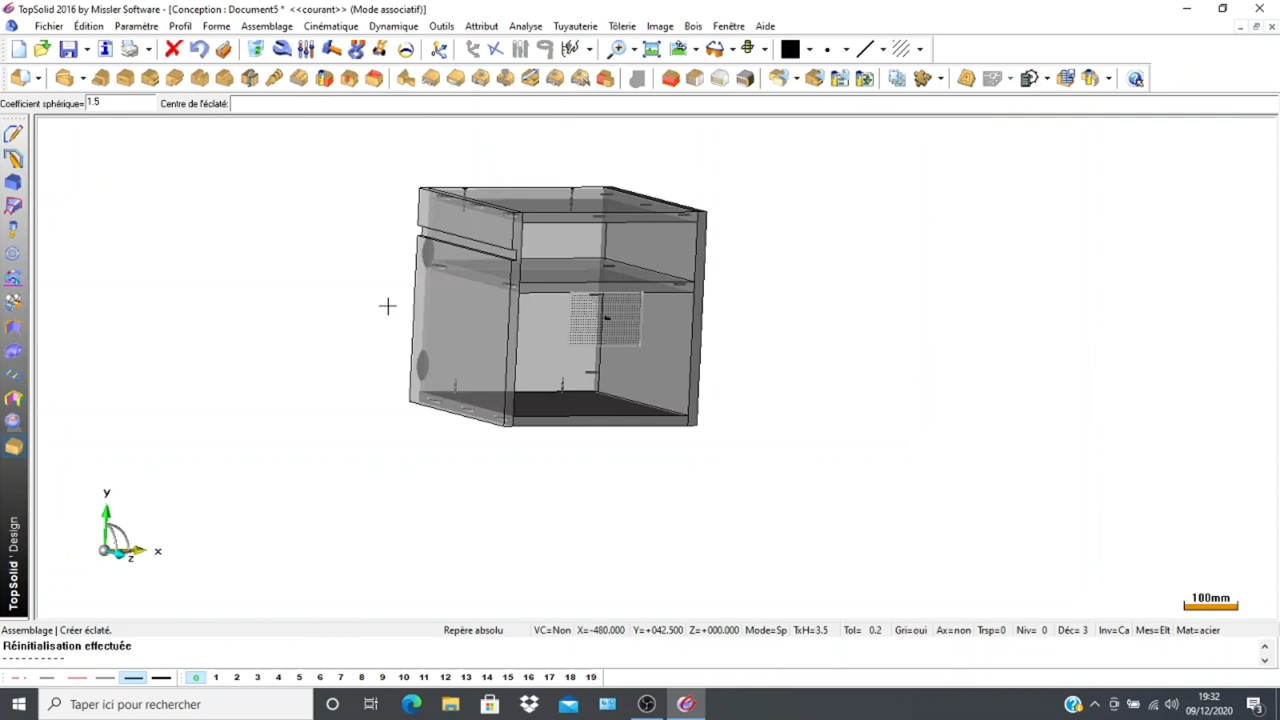 TopSolid 2016 by Missler Software - [Conception : Document5 * <<courant>> (Mode associatif)]
Fichier Édition Paramètre Profil Forme Assemblage Cinématique Dynamique Outils Attribut Analyse Tuyauterie Tôlerie Image Bois Fenêtre Aide
Coefficient sphérique= 1.5 Centre de l'éclaté:
y
x
z
TopSolid'Design
100mm
Assemblage | Créer éclaté. Repère absolu VC=Non X=-480.000 Y=+042.500 Z=+000.000 Mode=Sp TxH=3.5 Tol= 0.2 Gri=oui Ax=non Trsp=0 Niv= 0 Déc= 3 Inv=Ca Mes=Elt Mat=acier
Réinitialisation effectuée
----------
0 1 2 3 4 5 6 7 8 9 10 11 12 13 14 15 16 17 18 19
Taper ici pour rechercher
19:32
09/12/2020
3